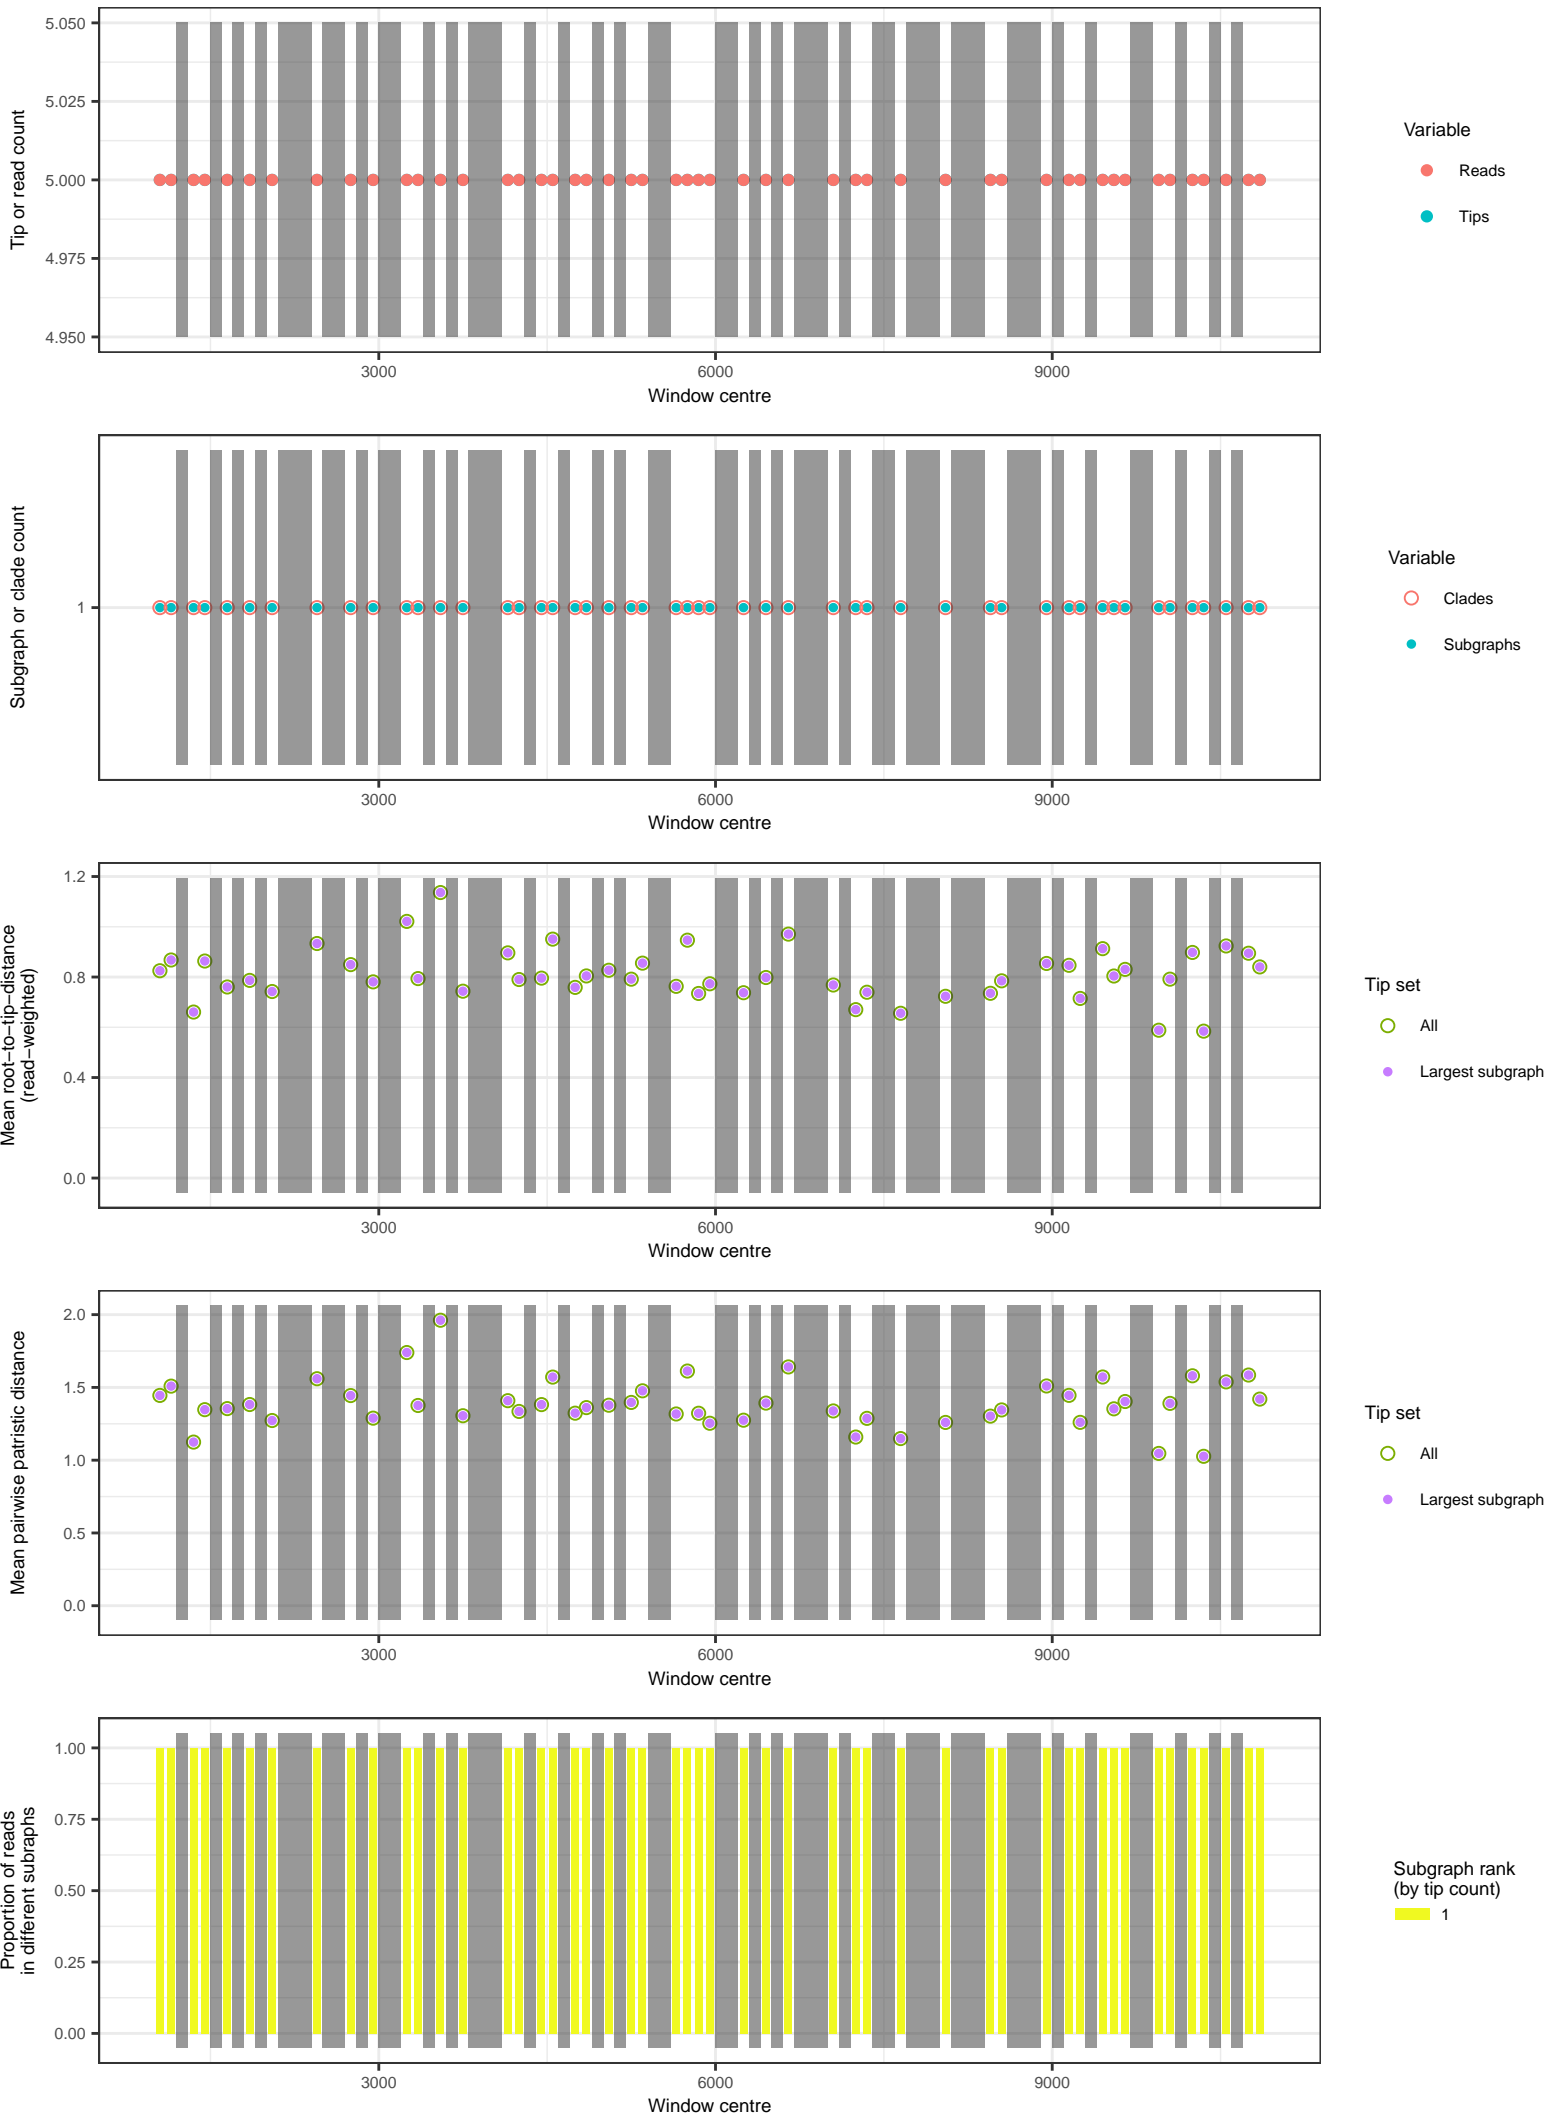 5.050
5.025
5.000
4.975
4.950
Tip or read count
3000 6000 9000
Window centre
Variable
Reads
Tips
1
Subgraph or clade count
3000 6000 9000
Window centre
Variable
Clades
Subgraphs
1.2
0.8
0.4
0.0
Mean root−to−tip−distance
(read−weighted)
3000 6000 9000
Window centre
Tip set
All
Largest subgraph
2.0
1.5
1.0
0.5
0.0
Mean pairwise patristic distance
3000 6000 9000
Window centre
Tip set
All
Largest subgraph
1.00
0.75
0.50
0.25
0.00
Proportion of reads
in different subraphs
3000 6000 9000
Window centre
Subgraph rank
(by tip count)
1